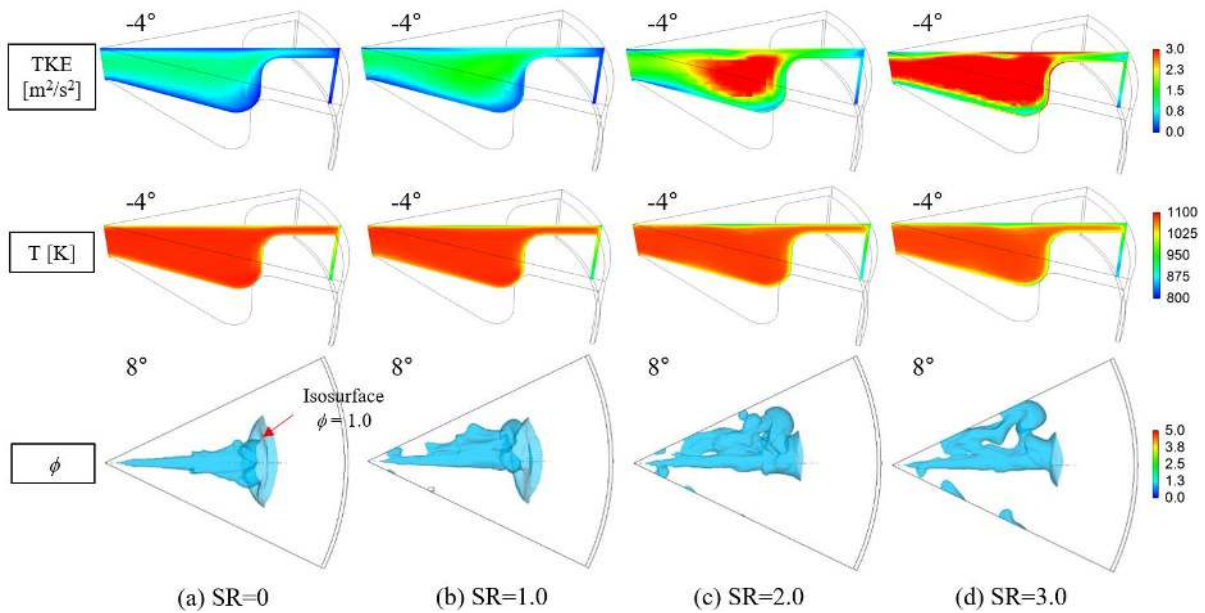 -4° -4° -4° -4°
TKE
[m²/s²]
3.0
2.3
1.5
0.8
0.0
-4° -4° -4° -4°
T [K]
1100
1025
950
875
800
8° 8° 8° 8°
Isosurface
ϕ = 1.0
ϕ
5.0
3.8
2.5
1.3
0.0
(a) SR=0 (b) SR=1.0 (c) SR=2.0 (d) SR=3.0